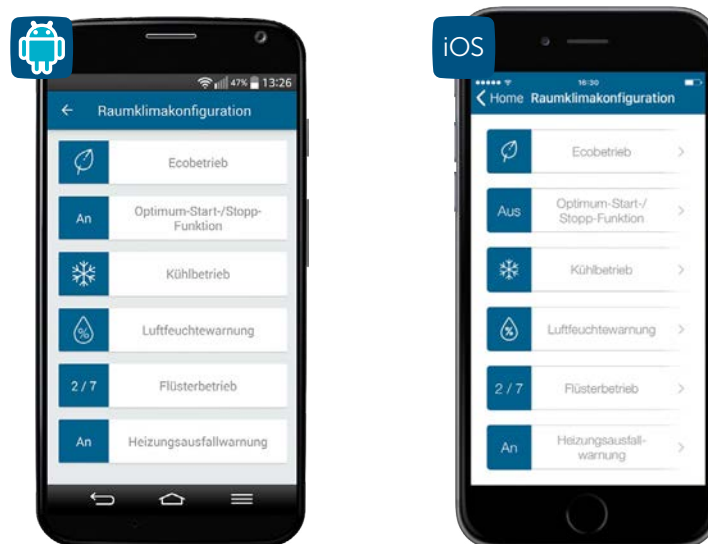 iOS
47% 13:26
Raumklimakonfiguration
Ecobetrieb
An
Optimum-Start-/Stopp-
Funktion
Kühlbetrieb
%
Luftfeuchtewarnung
2 / 7
Flüsterbetrieb
An
Heizungsausfallwarnung
16:30
Home Raumklimakonfiguration
Ecobetrieb
Aus
Optimum-Start-/
Stopp-Funktion
Kühlbetrieb
%
Luftfeuchtewarnung
2 / 7
Flüsterbetrieb
An
Heizungsausfall-
warnung